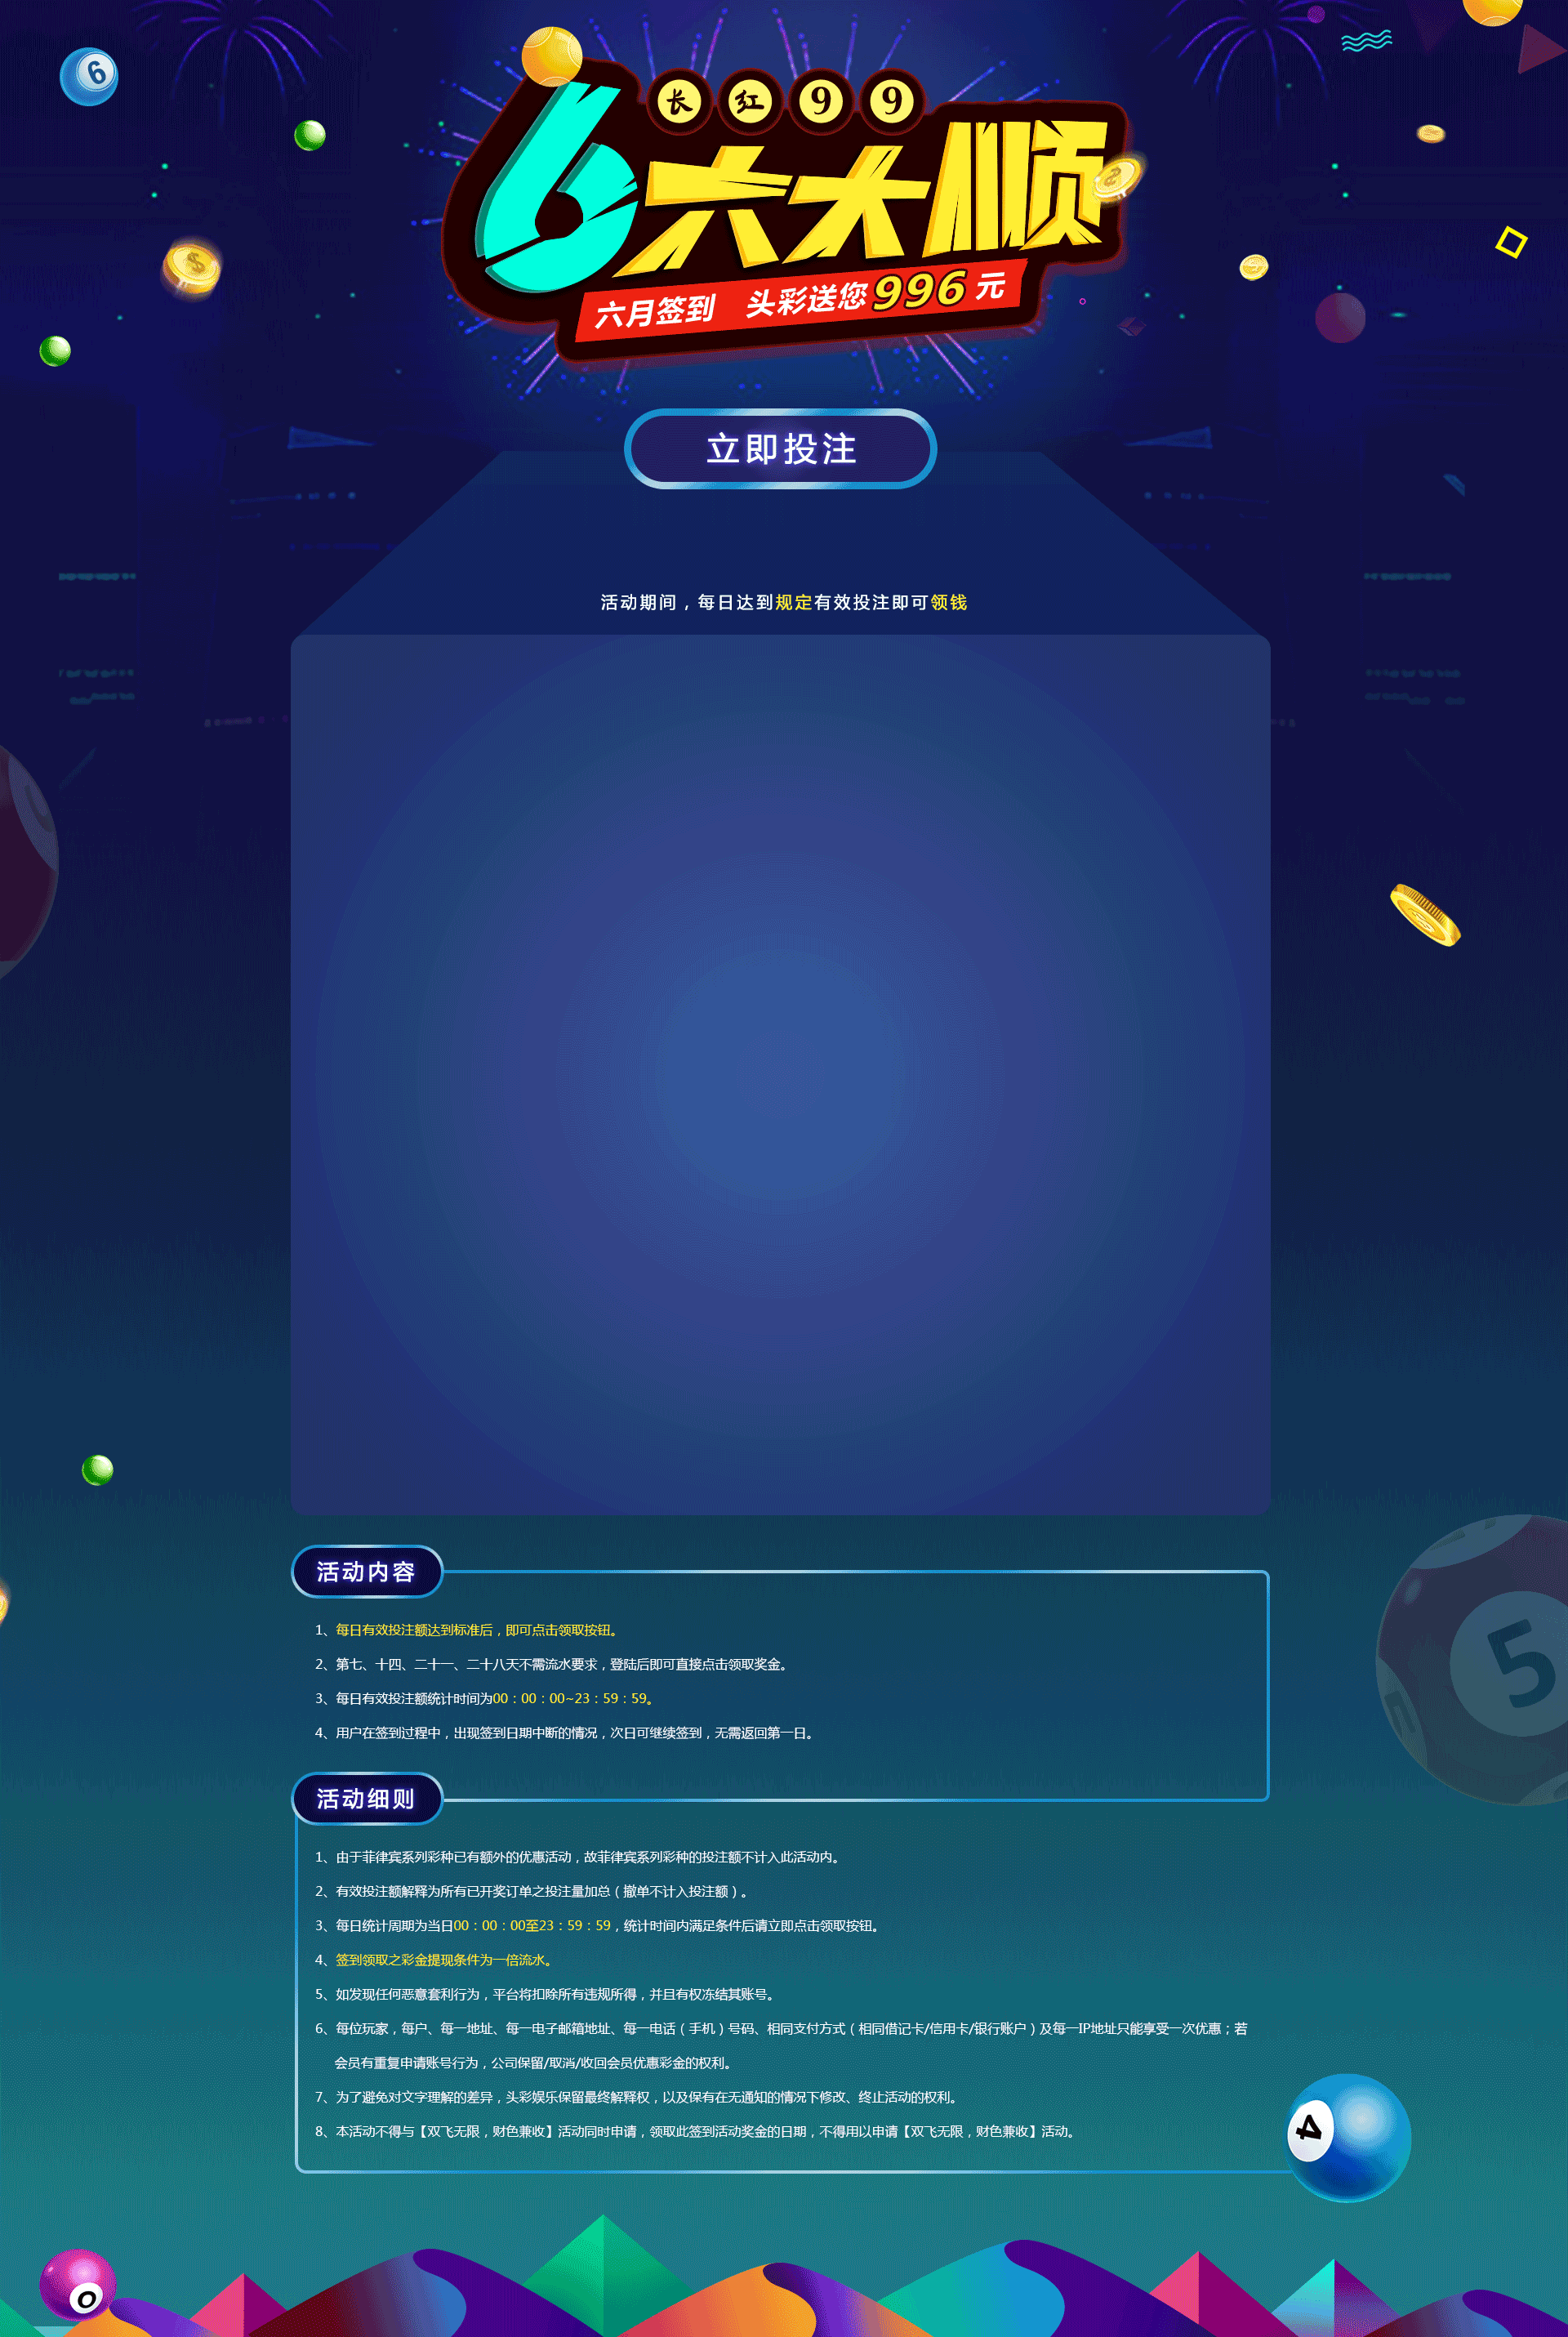 6
长红99
6六大顺
六月签到 头彩送您996元
立即投注
活动期间，每日达到规定有效投注即可领钱
活动内容
1、每日有效投注额达到标准后，即可点击领取按钮。
2、第七、十四、二十一、二十八天不需流水要求，登陆后即可直接点击领取奖金。
3、每日有效投注额统计时间为00：00：00~23：59：59。
4、用户在签到过程中，出现签到日期中断的情况，次日可继续签到，无需返回第一日。
5
活动细则
1、由于菲律宾系列彩种已有额外的优惠活动，故菲律宾系列彩种的投注额不计入此活动内。
2、有效投注额解释为所有已开奖订单之投注量加总（撤单不计入投注额）。
3、每日统计周期为当日00：00：00至23：59：59，统计时间内满足条件后请立即点击领取按钮。
4、签到领取之彩金提现条件为一倍流水。
5、如发现任何恶意套利行为，平台将扣除所有违规所得，并且有权冻结其账号。
6、每位玩家，每户、每一地址、每一电子邮箱地址、每一电话（手机）号码、相同支付方式（相同借记卡/信用卡/银行账户）及每一IP地址只能享受一次优惠；若
会员有重复申请账号行为，公司保留/取消/收回会员优惠彩金的权利。
7、为了避免对文字理解的差异，头彩娱乐保留最终解释权，以及保有在无通知的情况下修改、终止活动的权利。
8、本活动不得与【双飞无限，财色兼收】活动同时申请，领取此签到活动奖金的日期，不得用以申请【双飞无限，财色兼收】活动。
4
0